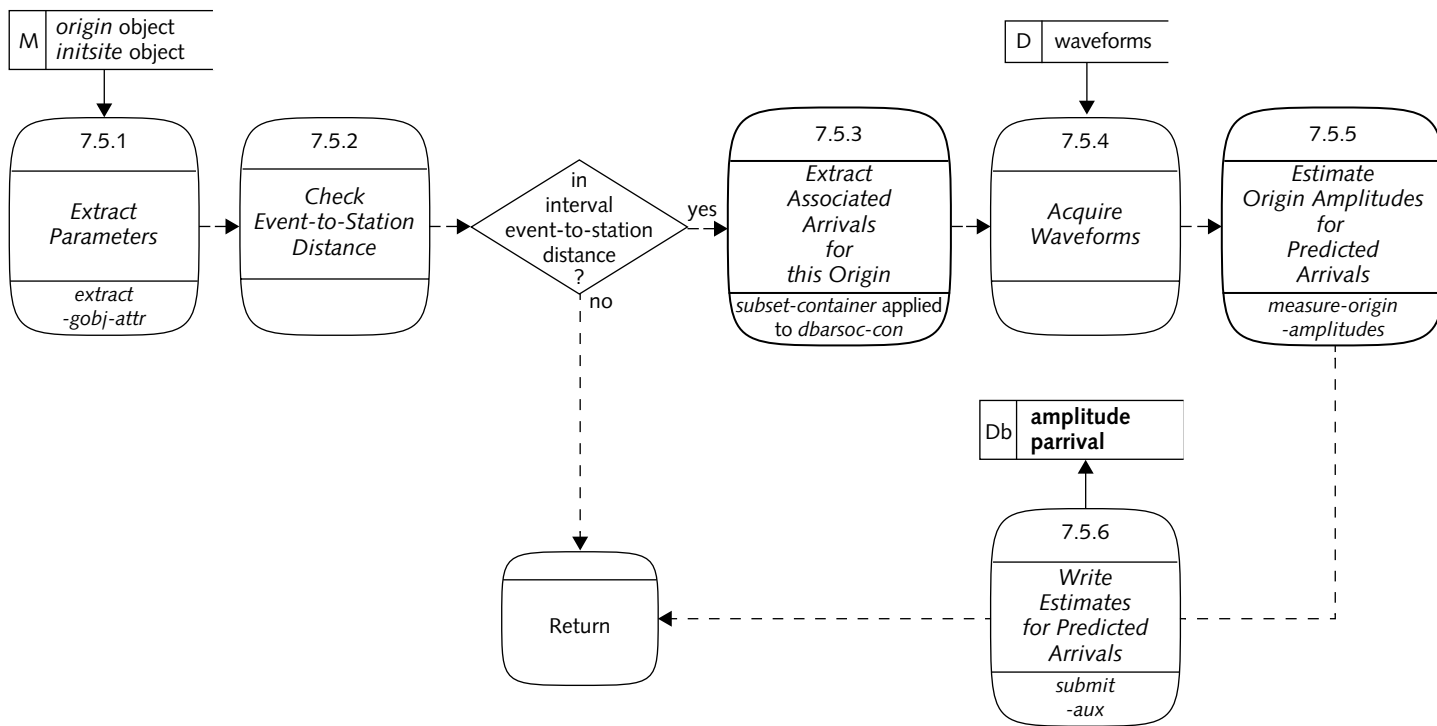 M
origin object
initsite object
D
waveforms
7.5.1
Extract
Parameters
extract
-gobj-attr
7.5.2
Check
Event-to-Station
Distance
in
interval
event-to-station
distance
?
yes
no
7.5.3
Extract
Associated
Arrivals
for
this Origin
subset-container applied
to dbarsoc-con
7.5.4
Acquire
Waveforms
7.5.5
Estimate
Origin Amplitudes
for
Predicted
Arrivals
measure-origin
-amplitudes
Db
amplitude
parrival
7.5.6
Write
Estimates
for Predicted
Arrivals
submit
-aux
Return